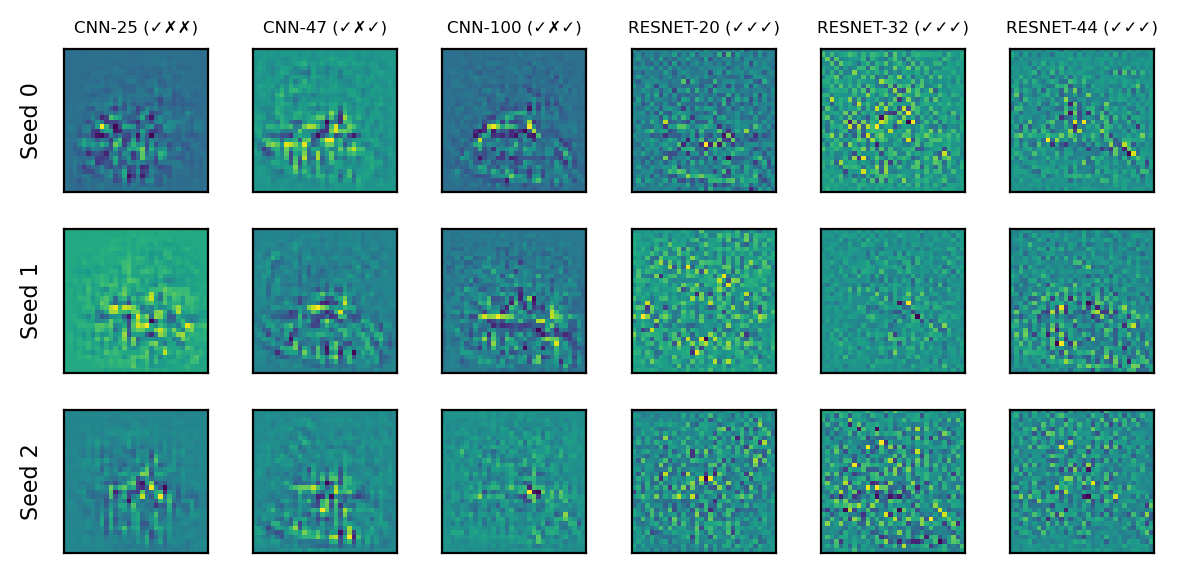 CNN-25 (✓✗✗) CNN-47 (✓✗✓) CNN-100 (✓✗✓) RESNET-20 (✓✓✓) RESNET-32 (✓✓✓) RESNET-44 (✓✓✓)
Seed 0
Seed 1
Seed 2